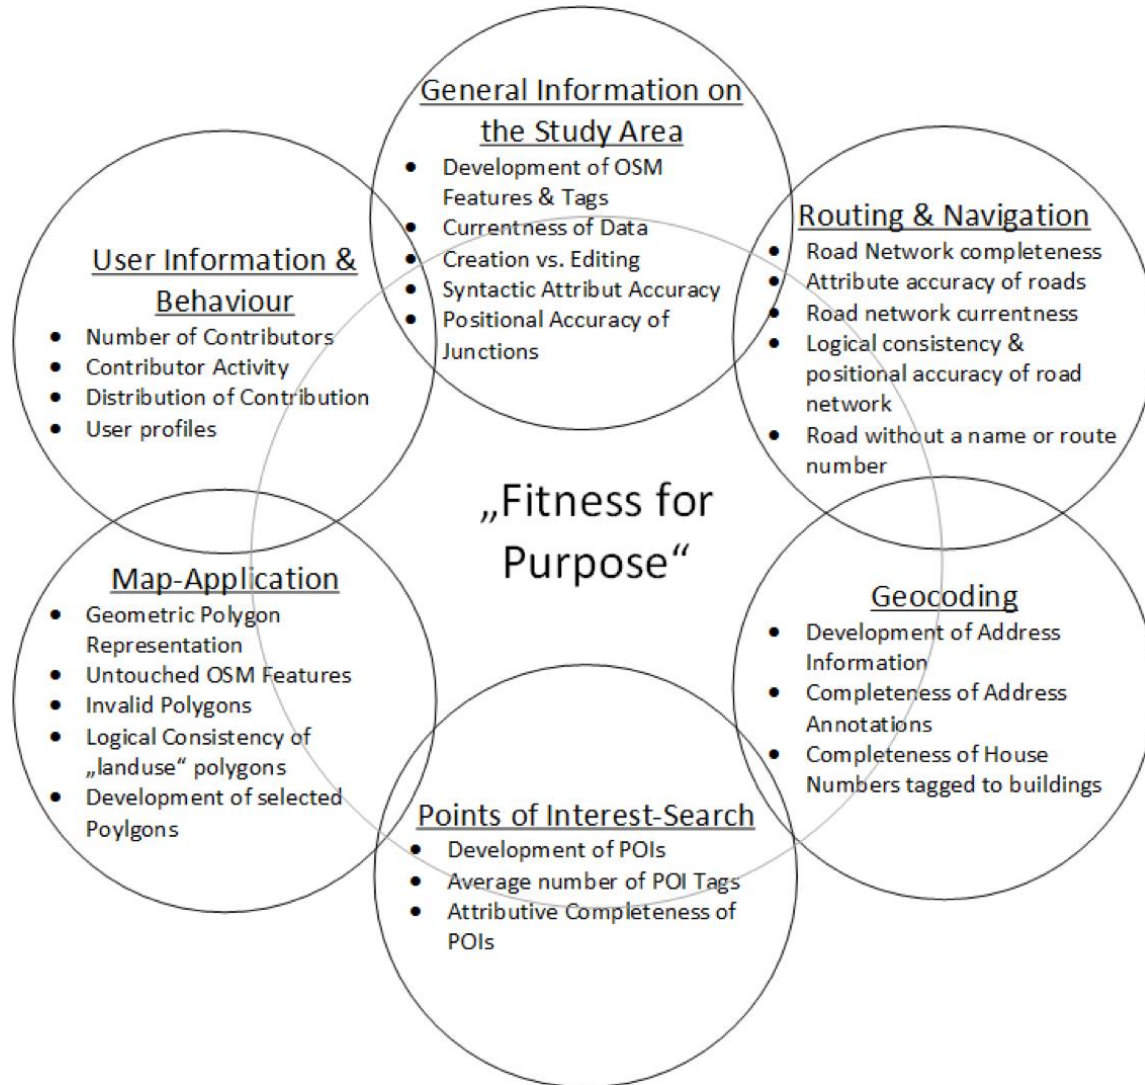 General Information on
the Study Area
• Development of OSM
Features & Tags
• Currentness of Data
• Creation vs. Editing
• Syntactic Attribut Accuracy
• Positional Accuracy of
Junctions
Routing & Navigation
• Road Network completeness
• Attribute accuracy of roads
• Road network currentness
• Logical consistency &
positional accuracy of road
network
• Road without a name or route
number
User Information &
Behaviour
• Number of Contributors
• Contributor Activity
• Distribution of Contribution
• User profiles
„Fitness for
Purpose“
Map-Application
• Geometric Polygon
Representation
• Untouched OSM Features
• Invalid Polygons
• Logical Consistency of
„landuse“ polygons
• Development of selected
Poylgons
Geocoding
• Development of Address
Information
• Completeness of Address
Annotations
• Completeness of House
Numbers tagged to buildings
Points of Interest-Search
• Development of POIs
• Average number of POI Tags
• Attributive Completeness of
POIs